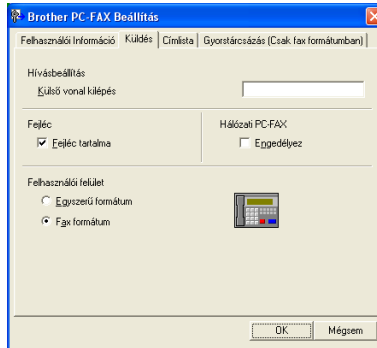 Brother PC-FAX Beállítás
Felhasználói Információ Küldés Címlista Gyorstárcsázás (Csak fax formátumban)
Hívásbeállítás
Külső vonal kilépés
Fejléc
Fejléc tartalma
Hálózati PC-FAX
Engedélyez
Felhasználói felület
Egyszerű formátum
Fax formátum
OK Mégsem